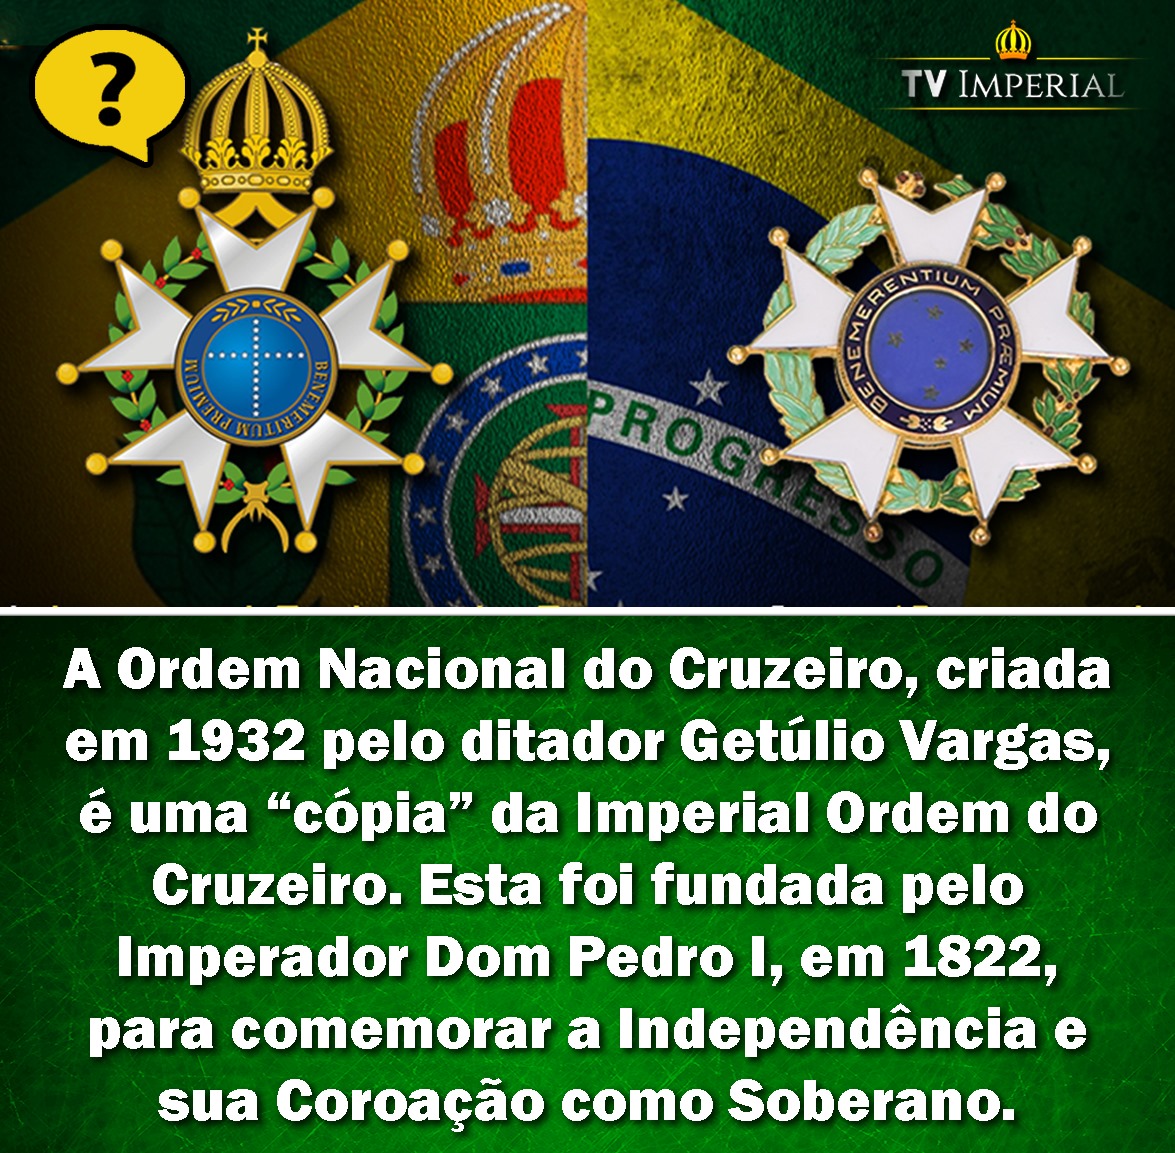 ?
TV IMPERIAL
BENEMERITUM PREMIUM
BENEMERENTIUM PRÆMIUM
PROGRESSO
A Ordem Nacional do Cruzeiro, criada
em 1932 pelo ditador Getúlio Vargas,
é uma “cópia” da Imperial Ordem do
Cruzeiro. Esta foi fundada pelo
Imperador Dom Pedro I, em 1822,
para comemorar a Independência e
sua Coroação como Soberano.